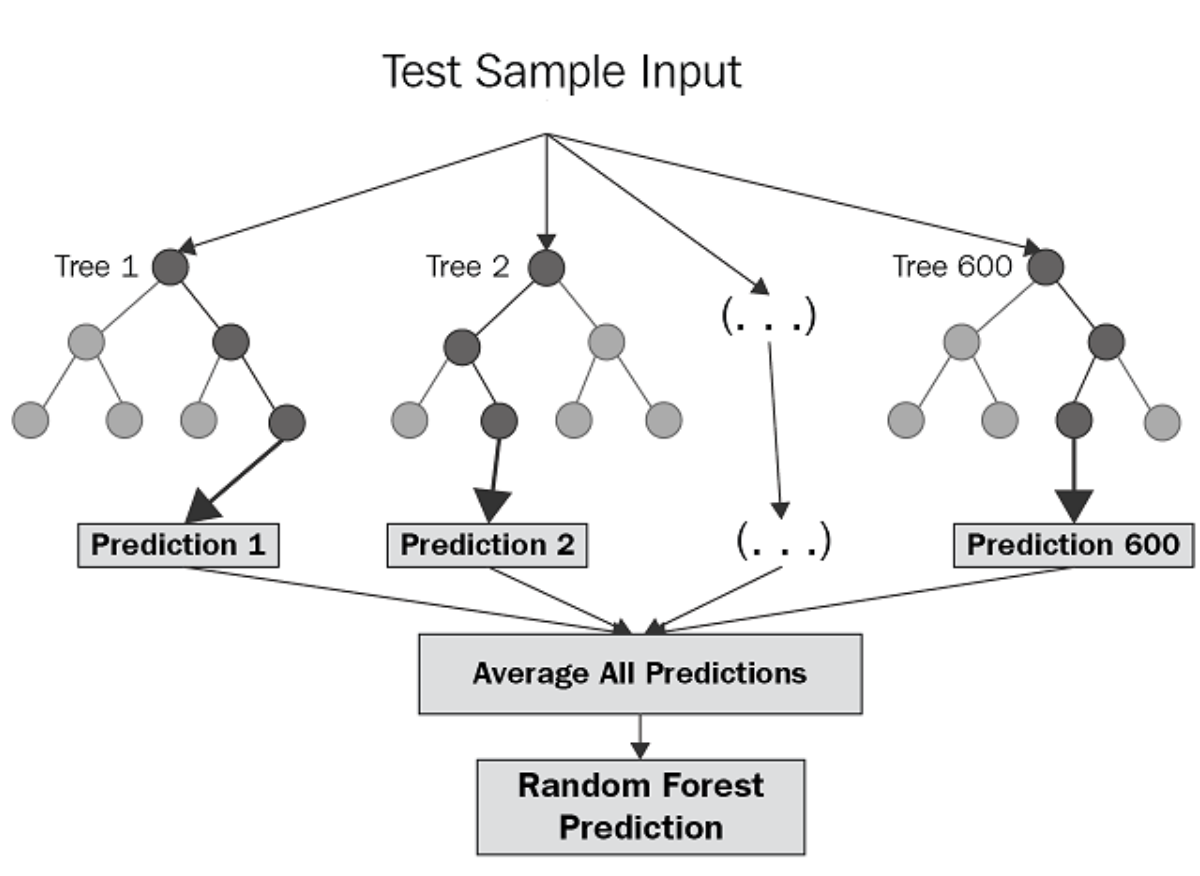 Test Sample Input
Tree 1
Tree 2
(. . .)
Tree 600
Prediction 1
Prediction 2
(. . .)
Prediction 600
Average All Predictions
Random Forest
Prediction